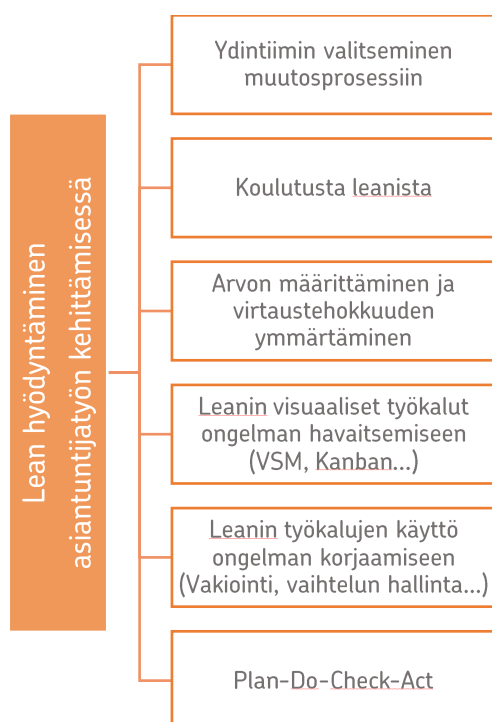 Lean hyödyntäminen
asiantuntijatyön kehittämisessä
Ydintiimin valitseminen
muutosprosessiin
Koulutusta leanista
Arvon määrittäminen ja
virtaustehokkuuden
ymmärtäminen
Leanin visuaaliset työkalut
ongelman havaitsemiseen
(VSM, Kanban...)
Leanin työkalujen käyttö
ongelman korjaamiseen
(Vakiointi, vaihtelun hallinta...)
Plan-Do-Check-Act